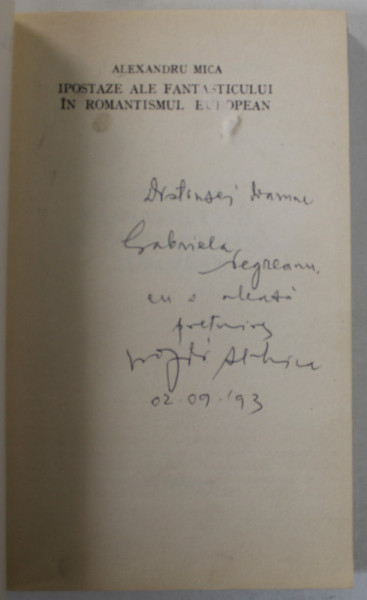 ALEXANDRU MICA
IPOSTAZE ALE FANTASTICULUI
ÎN ROMANTISMUL EUROPEAN
Distinsei Doamne
Gabriela
Negreanu,
cu o aleasă
prețuire
02.09.'93